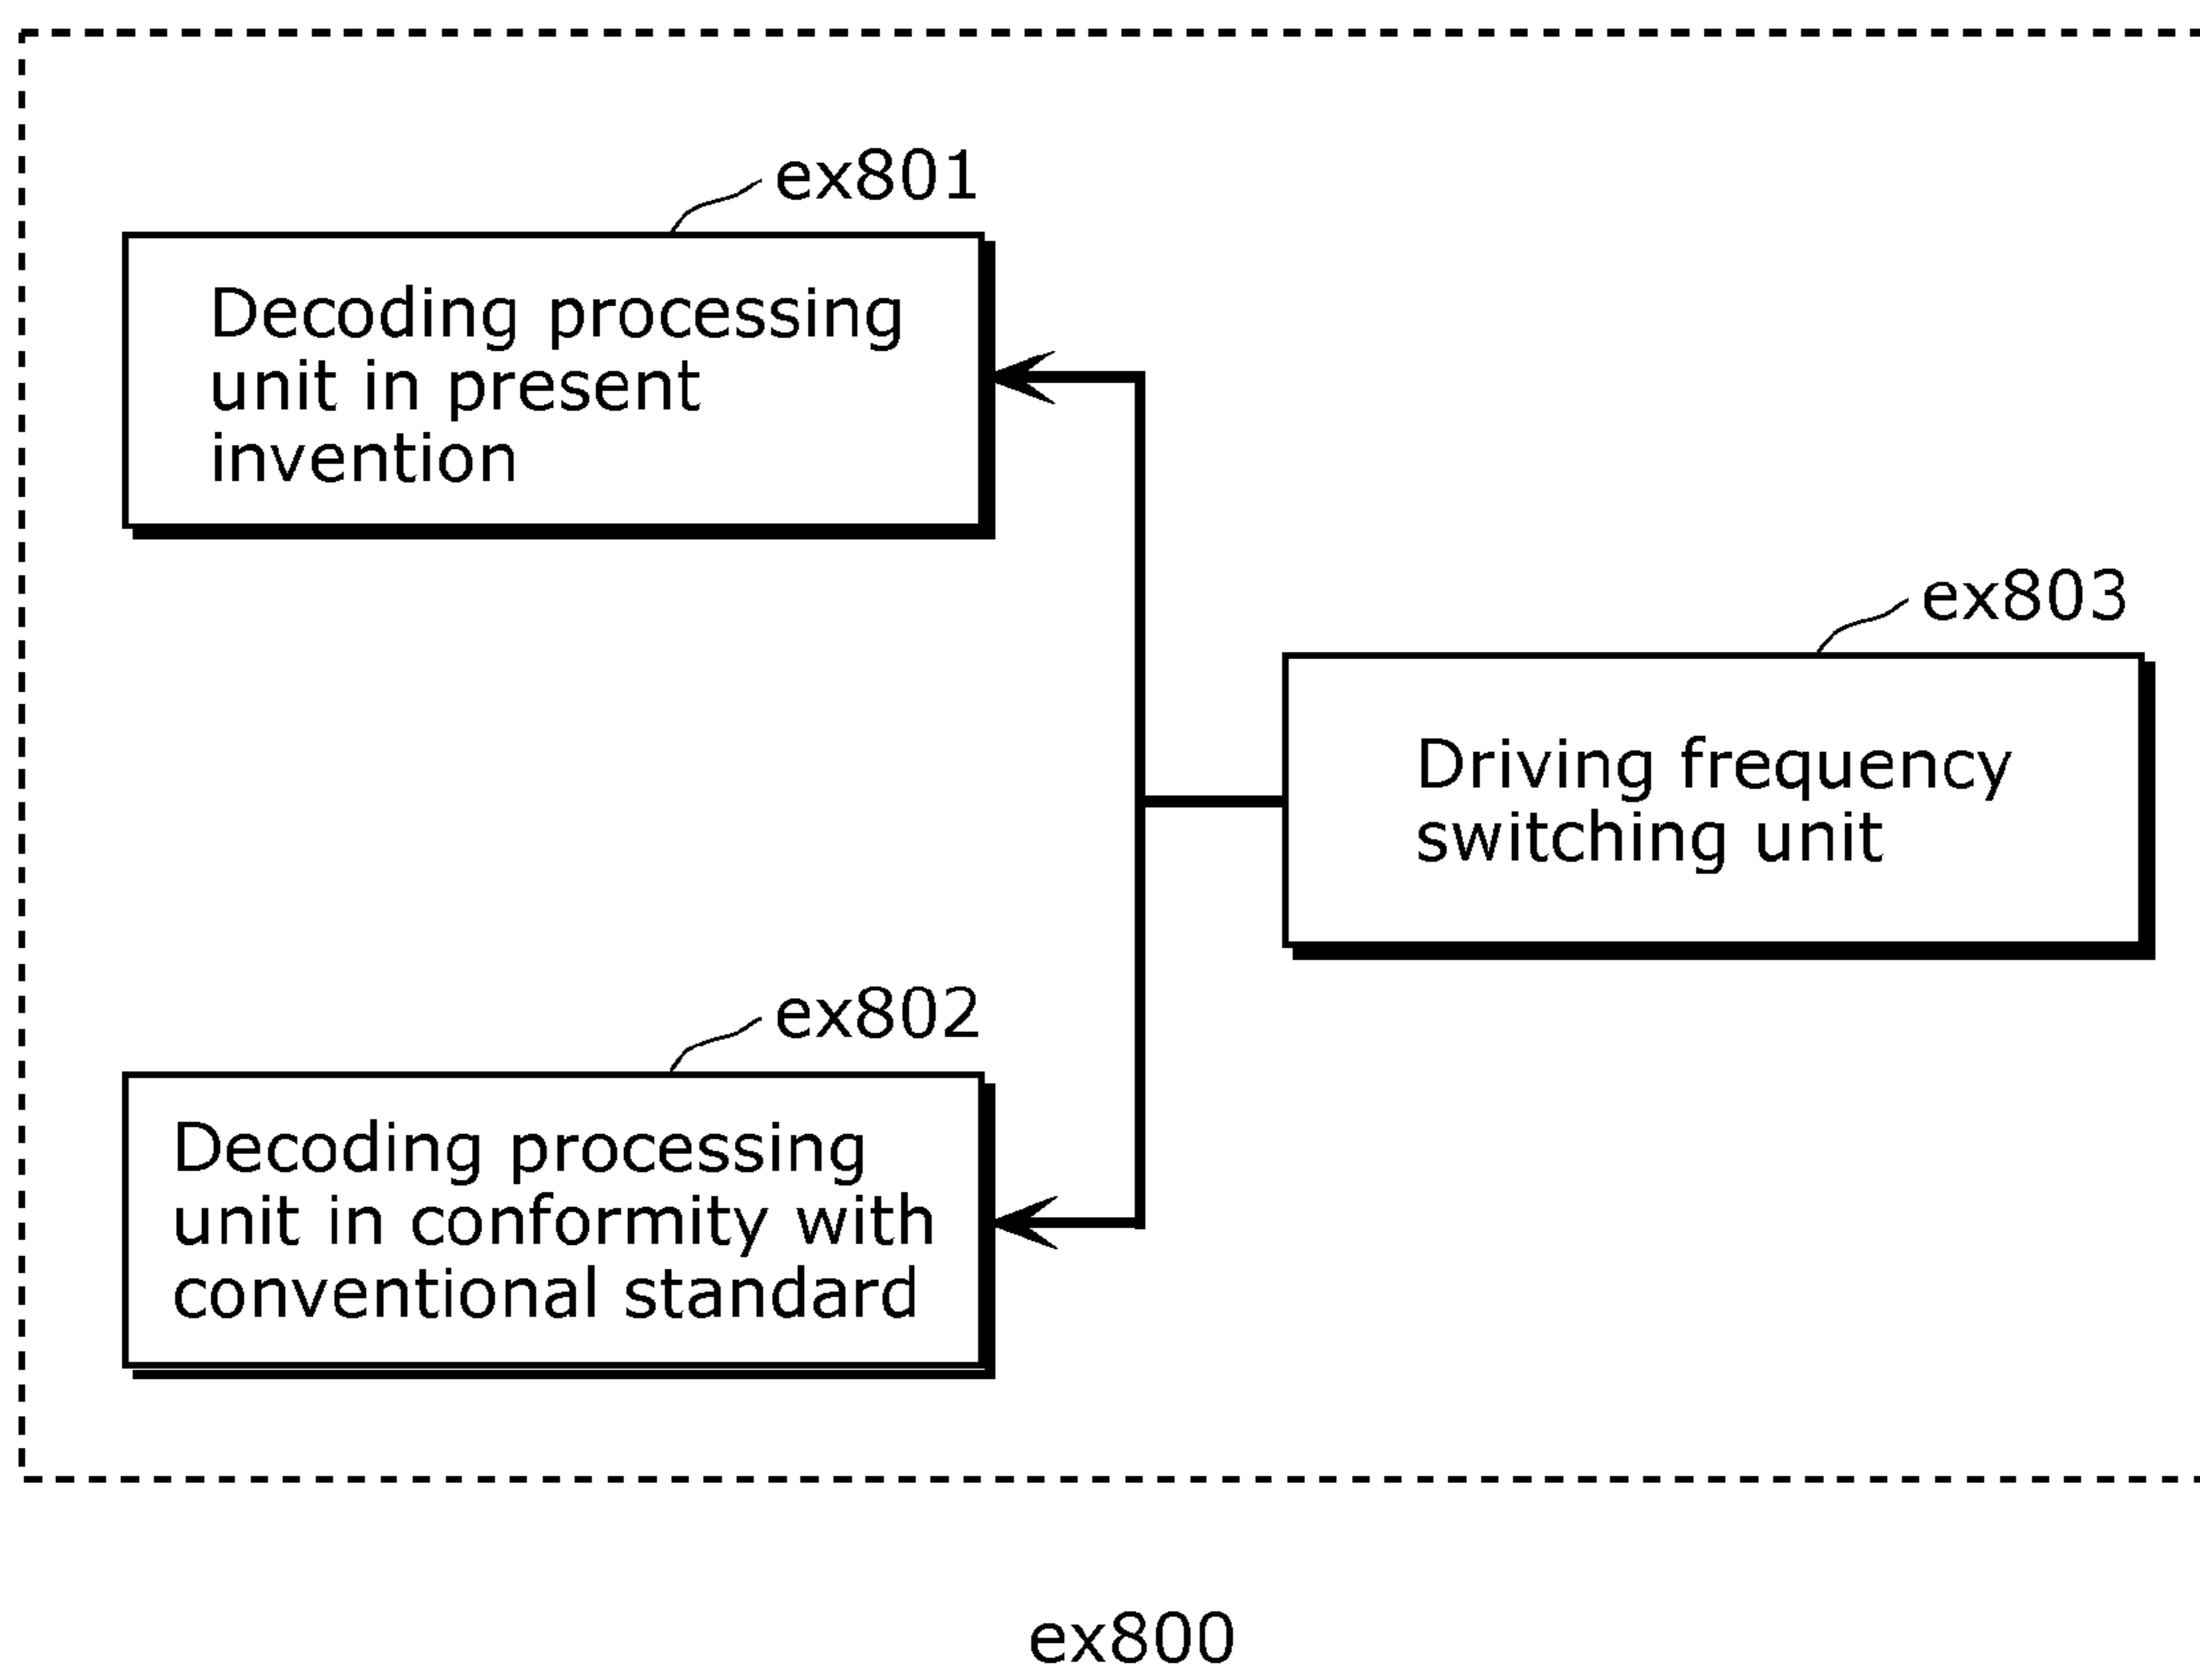 ex801
Decoding processing
unit in present
invention
ex803
Driving frequency
switching unit
ex802
Decoding processing
unit in conformity with
conventional standard
ex800